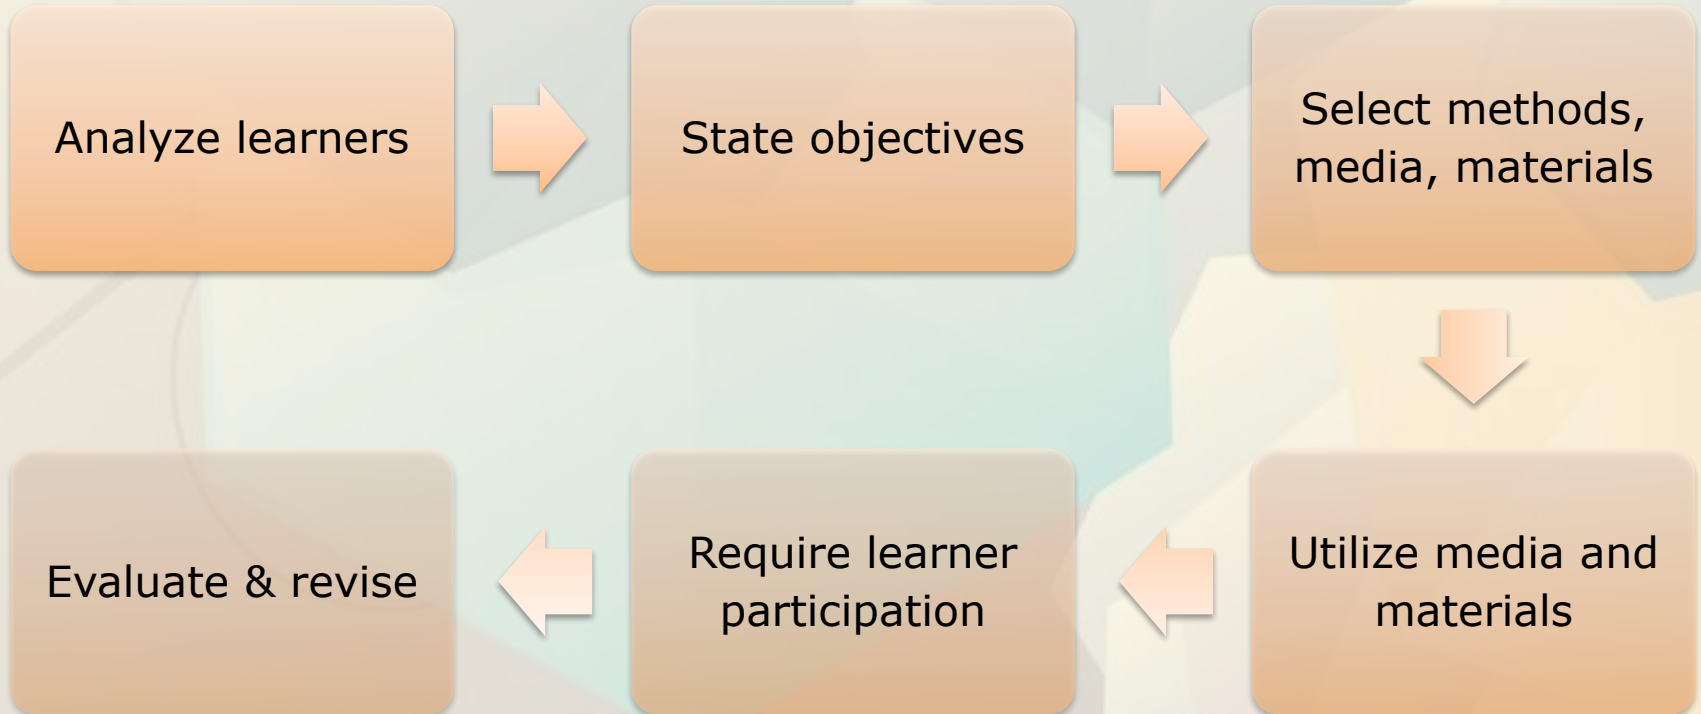 Analyze learners
State objectives
Select methods,
media, materials
Utilize media and
materials
Require learner
participation
Evaluate & revise